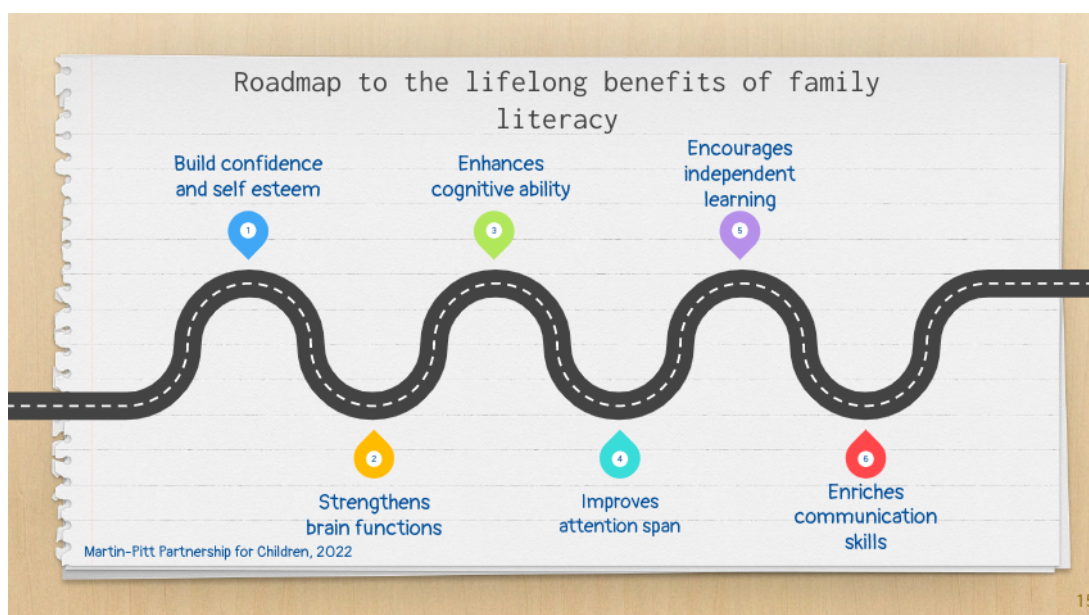 Roadmap to the lifelong benefits of family
literacy
Build confidence
and self esteem
1
Strengthens
brain functions
2
Enhances
cognitive ability
3
Improves
attention span
4
Encourages
independent
learning
5
Enriches
communication
skills
6
Martin-Pitt Partnership for Children, 2022